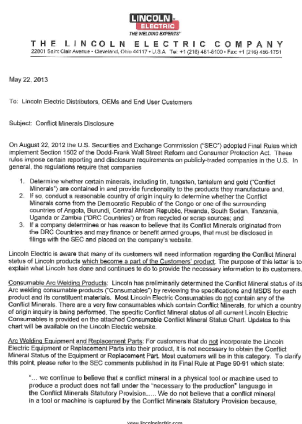 LINCOLN
ELECTRIC
THE WELDING EXPERTS
THE LINCOLN ELECTRIC COMPANY
22801 Saint Clair Avenue • Cleveland, Ohio 44117 • U.S.A. Tel +1 (216) 481-8100 • Fax +1 (216) 486-1751
May 22, 2013
To: Lincoln Electric Distributors, OEMs and End User Customers
Subject: Conflict Minerals Disclosure
On August 22, 2012 the U.S. Securities and Exchange Commission ("SEC") adopted Final Rules which
implement Section 1502 of the Dodd-Frank Wall Street Reform and Consumer Protection Act. These
rules impose certain reporting and disclosure requirements on publicly-traded companies in the U.S. In
general, the regulations require that companies
1. Determine whether certain minerals, including tin, tungsten, tantalum and gold ("Conflict
Minerals") are contained in and provide functionality to the products they manufacture and.
2. If so, conduct a reasonable country of origin inquiry to determine whether the Conflict
Minerals come from the Democratic Republic of the Congo or one of the surrounding
countries of Angola, Burundi, Central African Republic, Rwanda, South Sudan, Tanzania,
Uganda or Zambia ("DRC Countries") or from recycled or scrap sources; and
3. If a company determines or has reason to believe that its Conflict Minerals originated from
the DRC Countries and may finance or benefit armed groups, that must be disclosed in
filings with the SEC and placed on the company's website.
Lincoln Electric is aware that many of its customers will need information regarding the Conflict Mineral
status of Lincoln products which become a part of the Customers' product. The purpose of this letter is to
explain what Lincoln has done and continues to do to provide the necessary information to its customers.
Consumable Arc Welding Products: Lincoln has preliminarily determined the Conflict Mineral status of its
Arc welding consumable products ("Consumables") by reviewing the specifications and MSDS for each
product and its constituent materials. Most Lincoln Electric Consumables do not contain any of the
Conflict Minerals. There are a very few consumables which contain Conflict Minerals, for which a country
of origin inquiry is being performed. The specific Conflict Mineral status of all current Lincoln Electric
Consumables is provided on the attached Consumable Conflict Mineral Status Chart. Updates to this
chart will be available on the Lincoln Electric website.
Arc Welding Equipment and Replacement Parts: For customers that do not incorporate the Lincoln
Electric Equipment or Replacement Parts into their product, it is not necessary to obtain the Conflict
Mineral Status of the Equipment or Replacement Part. Most customers will be in this category. To clarify
this point, please refer to the SEC comments published in its Final Rule at Page 90-91 which state:
"... we continue to believe that a conflict mineral in a physical tool or machine used to
produce a product does not fall under the "necessary to the production" language in
the Conflict Minerals Statutory Provision..... We do not believe that a conflict mineral
in a tool or machine is captured by the Conflict Minerals Statutory Provision because,
www.lincolnelectric.com